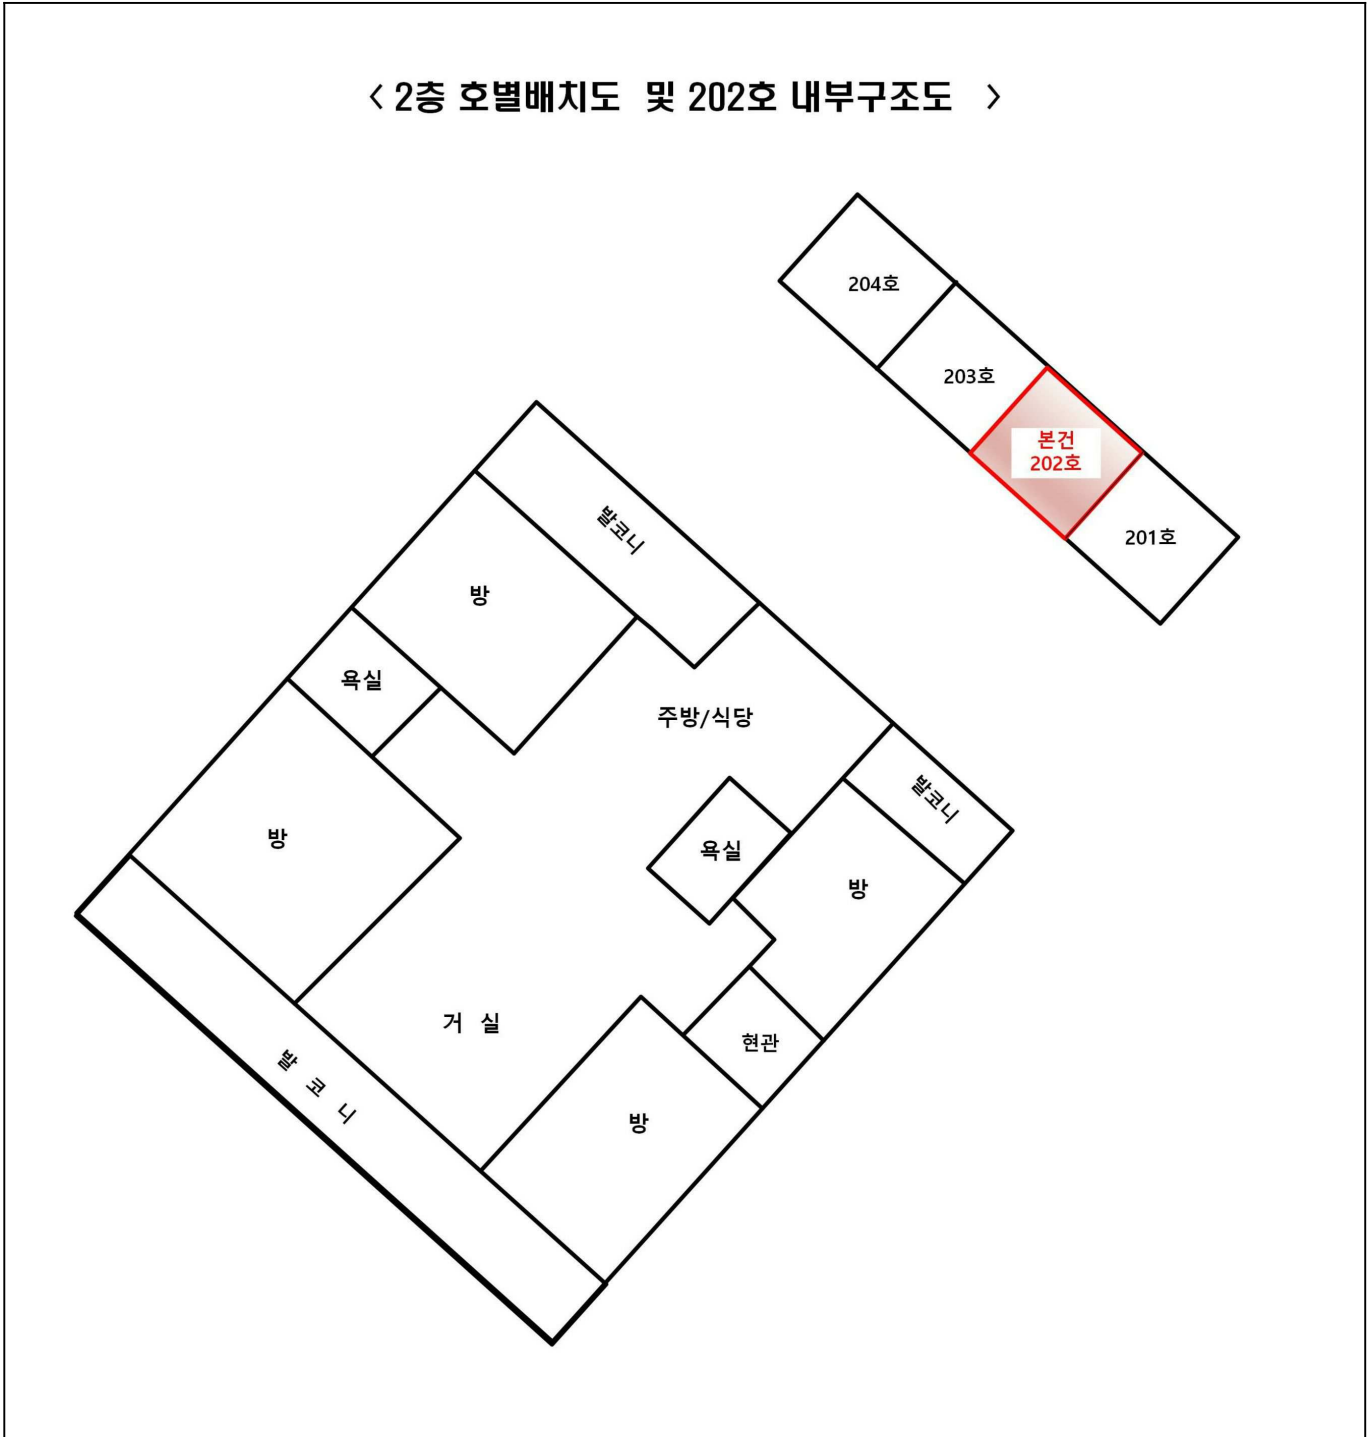 < 2층 호별배치도 및 202호 내부구조도 >
204호
203호
본건
202호
201호
발코니
방
욕실
주방/식당
발코니
방
욕실
방
거 실
현관
발 코 니
방